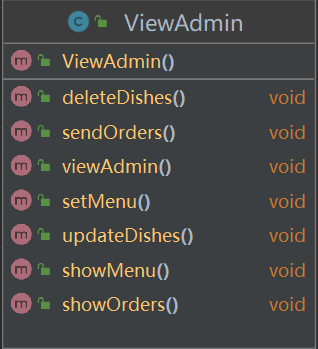 C ViewAdmin
m ViewAdmin()
m deleteDishes() void
m sendOrders() void
m viewAdmin() void
m setMenu() void
m updateDishes() void
m showMenu() void
m showOrders() void